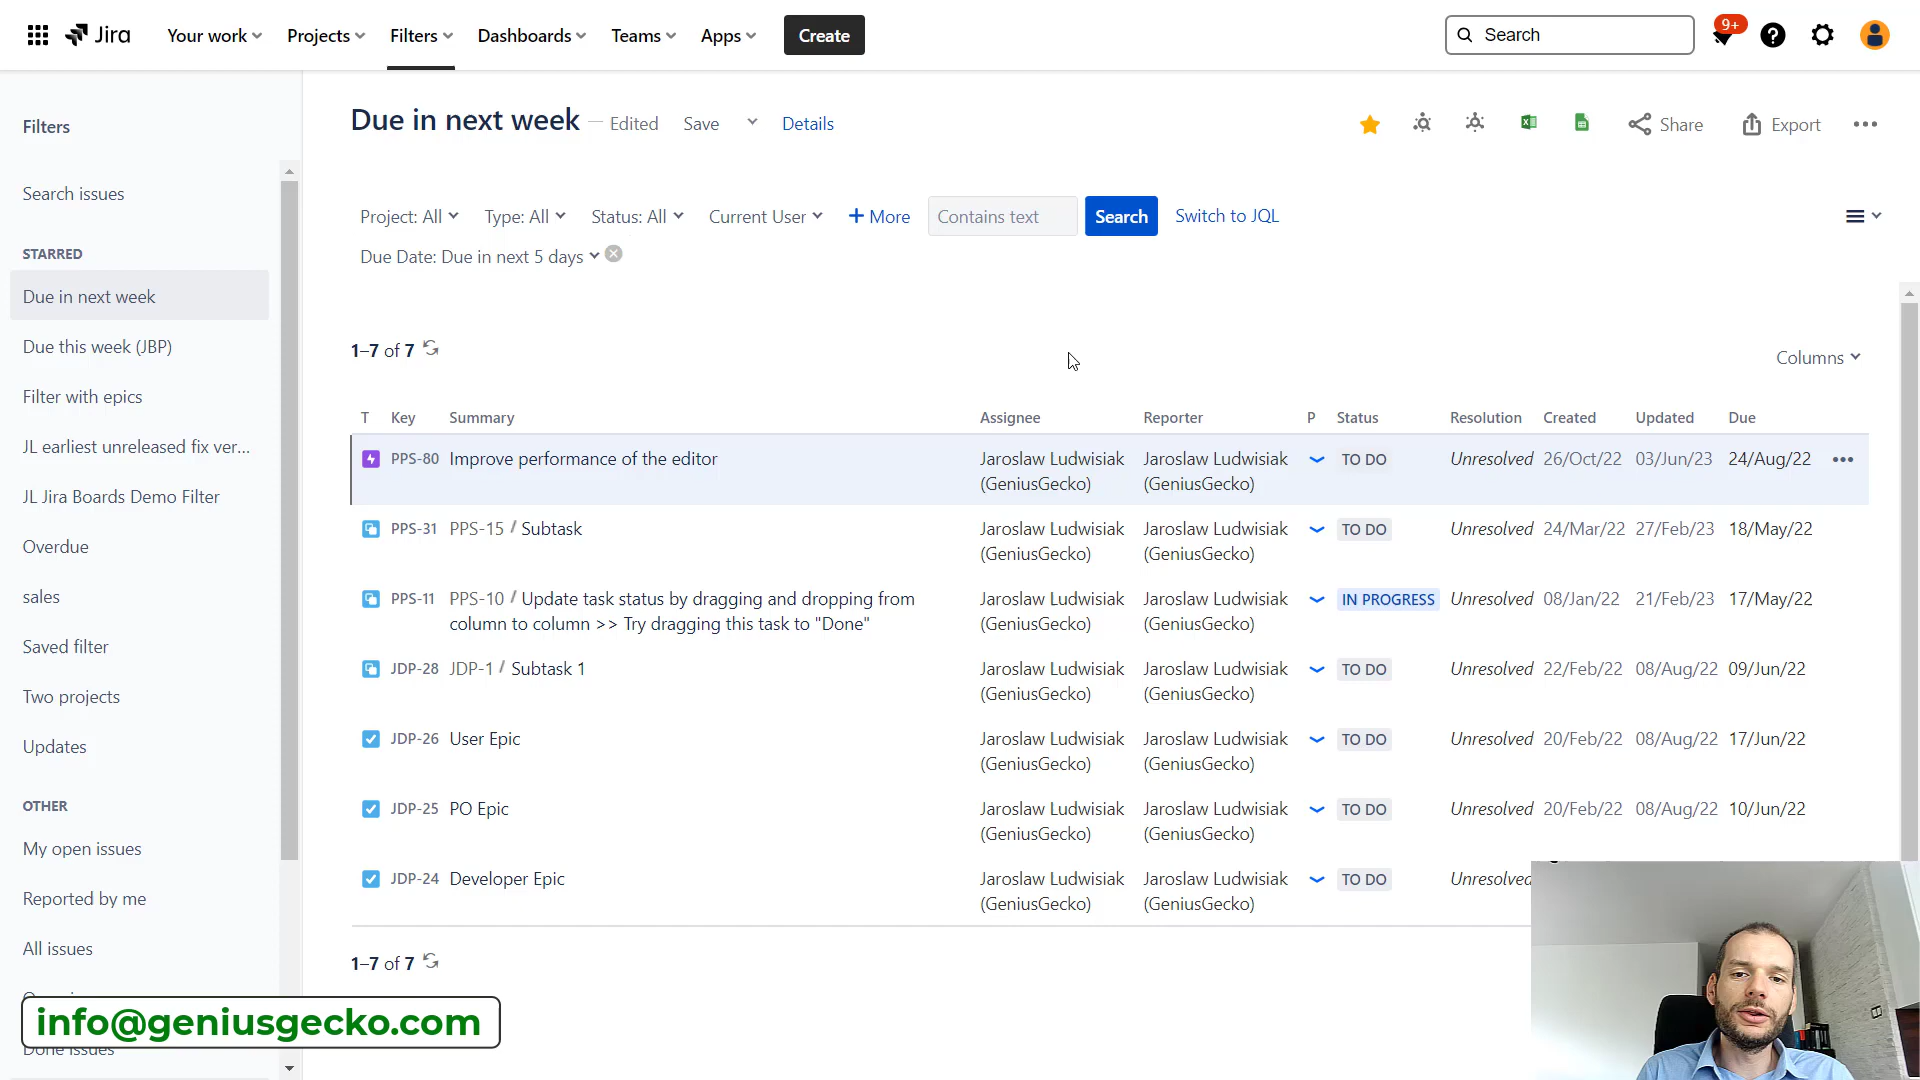 Jira
Your work
Projects
Filters
Dashboards
Teams
Apps
Create
Search
9+
Filters
Search issues
STARRED
Due in next week
Due this week (JBP)
Filter with epics
JL earliest unreleased fix ver...
JL Jira Boards Demo Filter
Overdue
sales
Saved filter
Two projects
Updates
OTHER
My open issues
Reported by me
All issues
Done issues
info@geniusgecko.com
Due in next week
Edited
Save
Details
Share
Export
Project: All
Type: All
Status: All
Current User
+ More
Contains text
Search
Switch to JQL
Due Date: Due in next 5 days
1–7 of 7
Columns
T Key Summary Assignee Reporter P Status Resolution Created Updated Due
PPS-80 Improve performance of the editor Jaroslaw Ludwisiak Jaroslaw Ludwisiak TO DO Unresolved 26/Oct/22 03/Jun/23 24/Aug/22
(GeniusGecko) (GeniusGecko)
PPS-31 PPS-15 / Subtask Jaroslaw Ludwisiak Jaroslaw Ludwisiak TO DO Unresolved 24/Mar/22 27/Feb/23 18/May/22
(GeniusGecko) (GeniusGecko)
PPS-11 PPS-10 / Update task status by dragging and dropping from Jaroslaw Ludwisiak Jaroslaw Ludwisiak IN PROGRESS Unresolved 08/Jan/22 21/Feb/23 17/May/22
column to column >> Try dragging this task to "Done" (GeniusGecko) (GeniusGecko)
JDP-28 JDP-1 / Subtask 1 Jaroslaw Ludwisiak Jaroslaw Ludwisiak TO DO Unresolved 22/Feb/22 08/Aug/22 09/Jun/22
(GeniusGecko) (GeniusGecko)
JDP-26 User Epic Jaroslaw Ludwisiak Jaroslaw Ludwisiak TO DO Unresolved 20/Feb/22 08/Aug/22 17/Jun/22
(GeniusGecko) (GeniusGecko)
JDP-25 PO Epic Jaroslaw Ludwisiak Jaroslaw Ludwisiak TO DO Unresolved 20/Feb/22 08/Aug/22 10/Jun/22
(GeniusGecko) (GeniusGecko)
JDP-24 Developer Epic Jaroslaw Ludwisiak Jaroslaw Ludwisiak TO DO Unresolved
(GeniusGecko) (GeniusGecko)
1–7 of 7